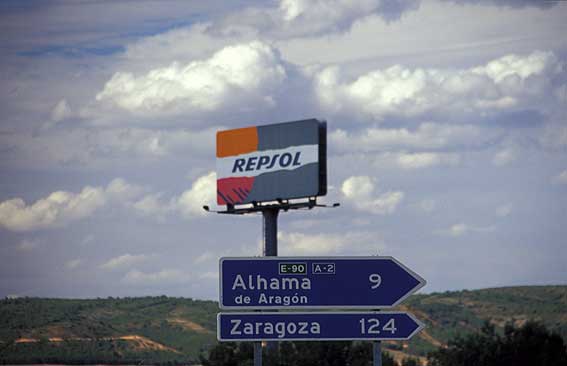 REPSOL
E-90 A-2
Alhama 9
de Aragón
Zaragoza 124